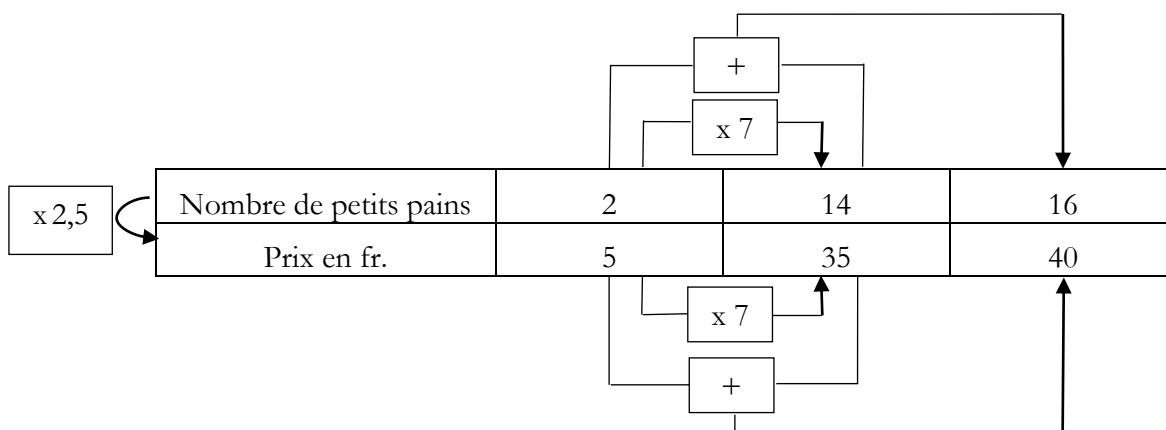 +
x 7
x 2,5
Nombre de petits pains 2 14 16
Prix en fr. 5 35 40
x 7
+